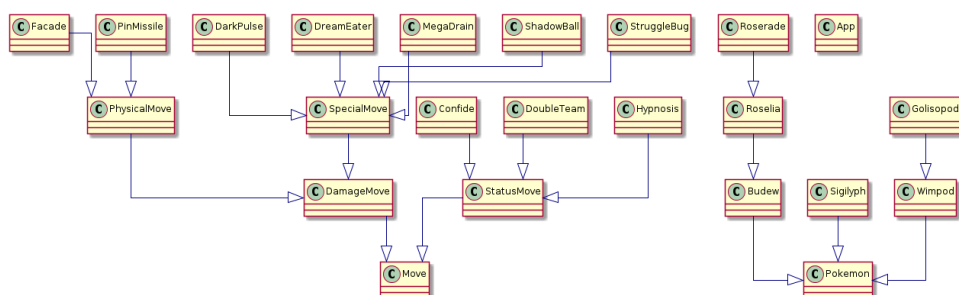 C Facade
C PinMissile
C DarkPulse
C DreamEater
C MegaDrain
C ShadowBall
C StruggleBug
C Roserade
C App
C PhysicalMove
C SpecialMove
C Confide
C DoubleTeam
C Hypnosis
C Roselia
C Golisopod
C DamageMove
C StatusMove
C Budew
C Sigilyph
C Wimpod
C Move
C Pokemon